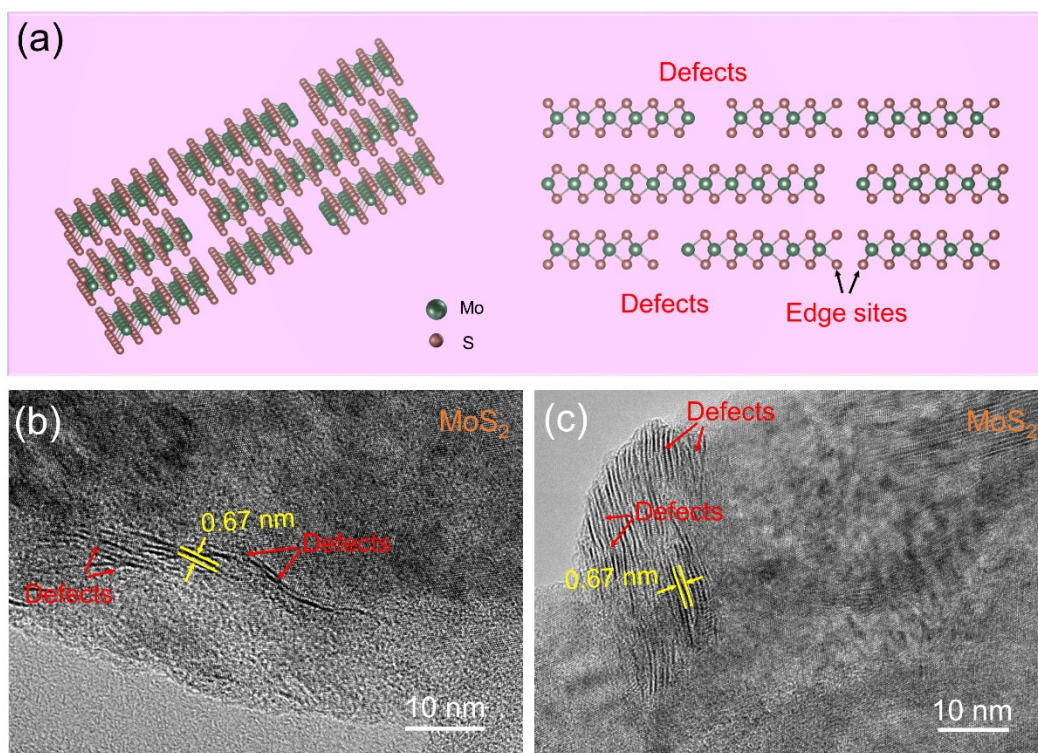 (a)
Defects
Mo
S
Defects
Edge sites
(b)
MoS₂
0.67 nm
Defects
Defects
10 nm
(c)
Defects
MoS₂
Defects
0.67 nm
10 nm